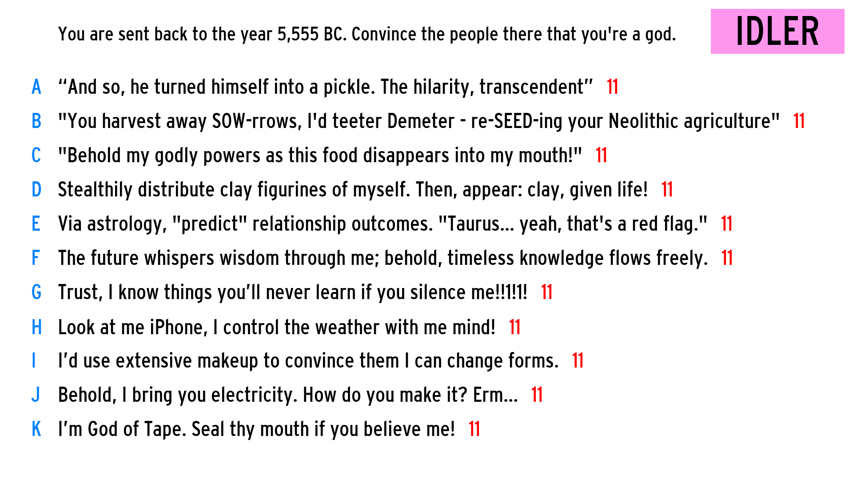 You are sent back to the year 5,555 BC. Convince the people there that you're a god.
IDLER
A “And so, he turned himself into a pickle. The hilarity, transcendent” 11
B "You harvest away SOW-rrows, I'd teeter Demeter - re-SEED-ing your Neolithic agriculture" 11
C "Behold my godly powers as this food disappears into my mouth!" 11
D Stealthily distribute clay figurines of myself. Then, appear: clay, given life! 11
E Via astrology, "predict" relationship outcomes. "Taurus... yeah, that's a red flag." 11
F The future whispers wisdom through me; behold, timeless knowledge flows freely. 11
G Trust, I know things you’ll never learn if you silence me!!1!1! 11
H Look at me iPhone, I control the weather with me mind! 11
I I’d use extensive makeup to convince them I can change forms. 11
J Behold, I bring you electricity. How do you make it? Erm... 11
K I’m God of Tape. Seal thy mouth if you believe me! 11